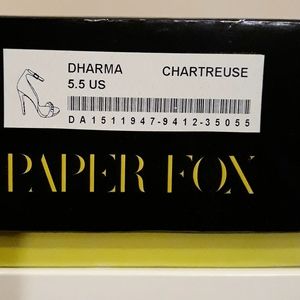 DHARMA CHARTREUSE
5.5 US
DA1511947-9412-35055
PAPER FOX